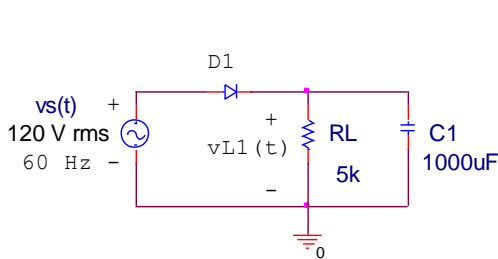 D1
vs(t) +
120 V rms
60 Hz -
+
vL1(t)
-
RL
5k
C1
1000uF
0